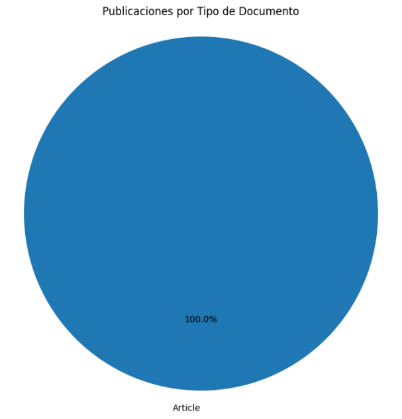 Publicaciones por Tipo de Documento
100.0%
Article